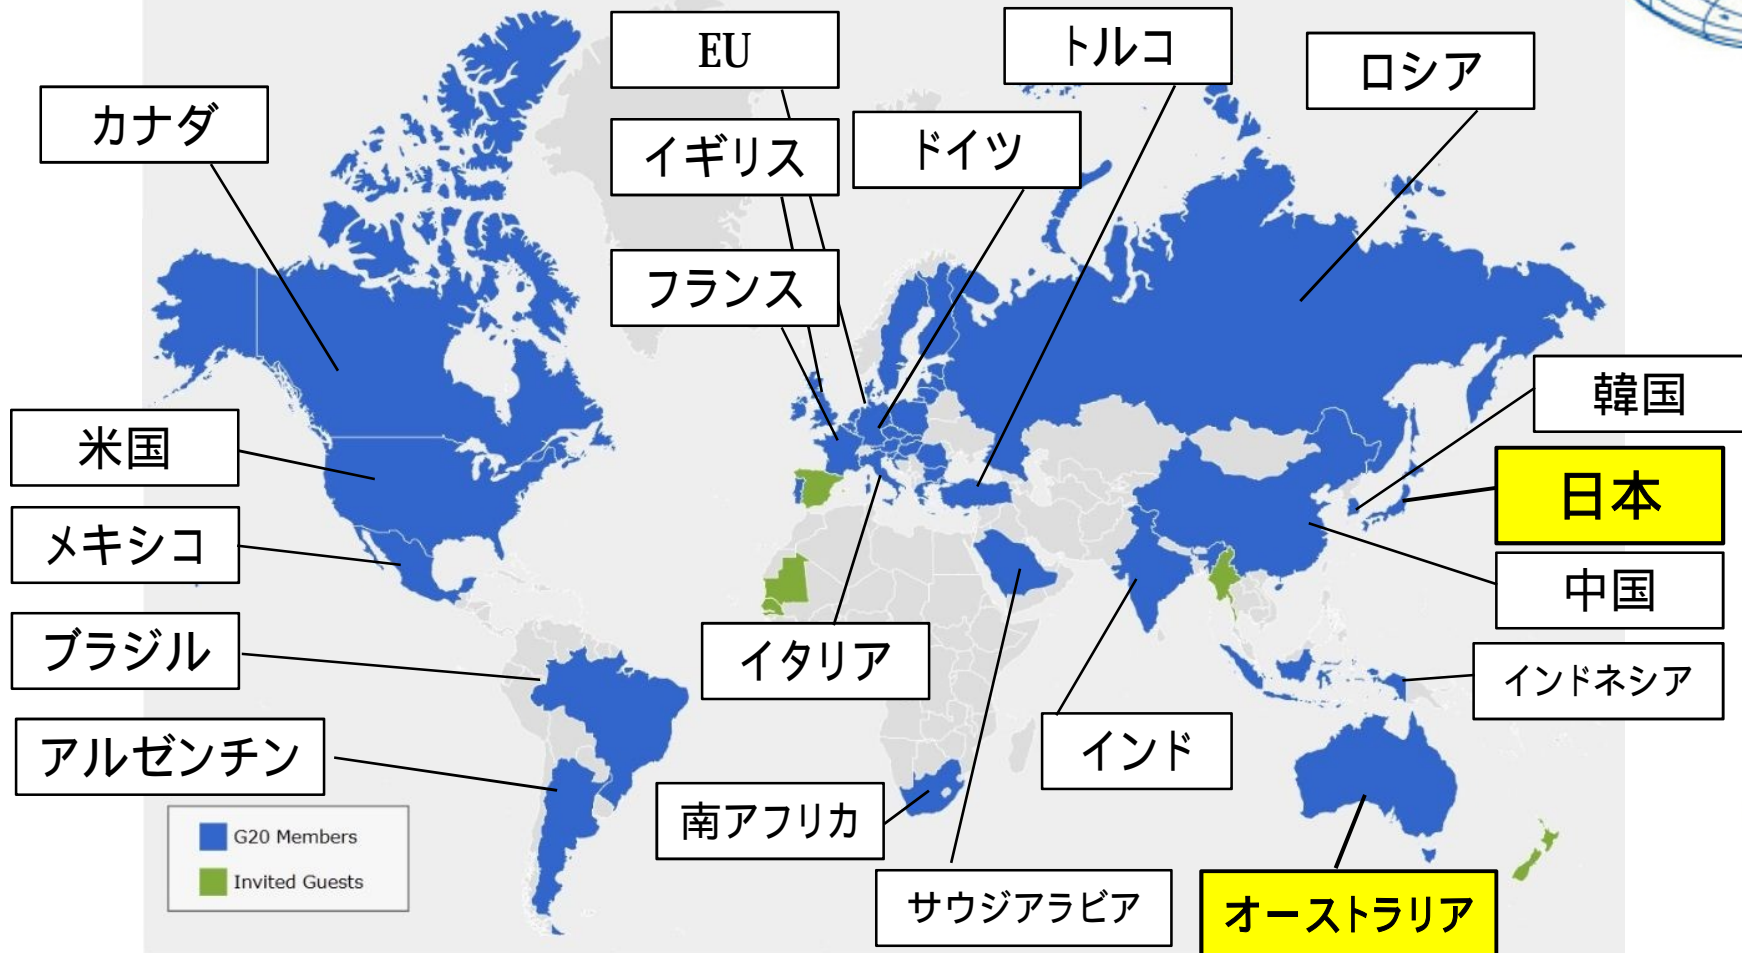 EU
トルコ
ロシア
カナダ
イギリス
ドイツ
フランス
韓国
米国
日本
メキシコ
中国
ブラジル
イタリア
インドネシア
アルゼンチン
インド
南アフリカ
G20 Members
Invited Guests
サウジアラビア
オーストラリア